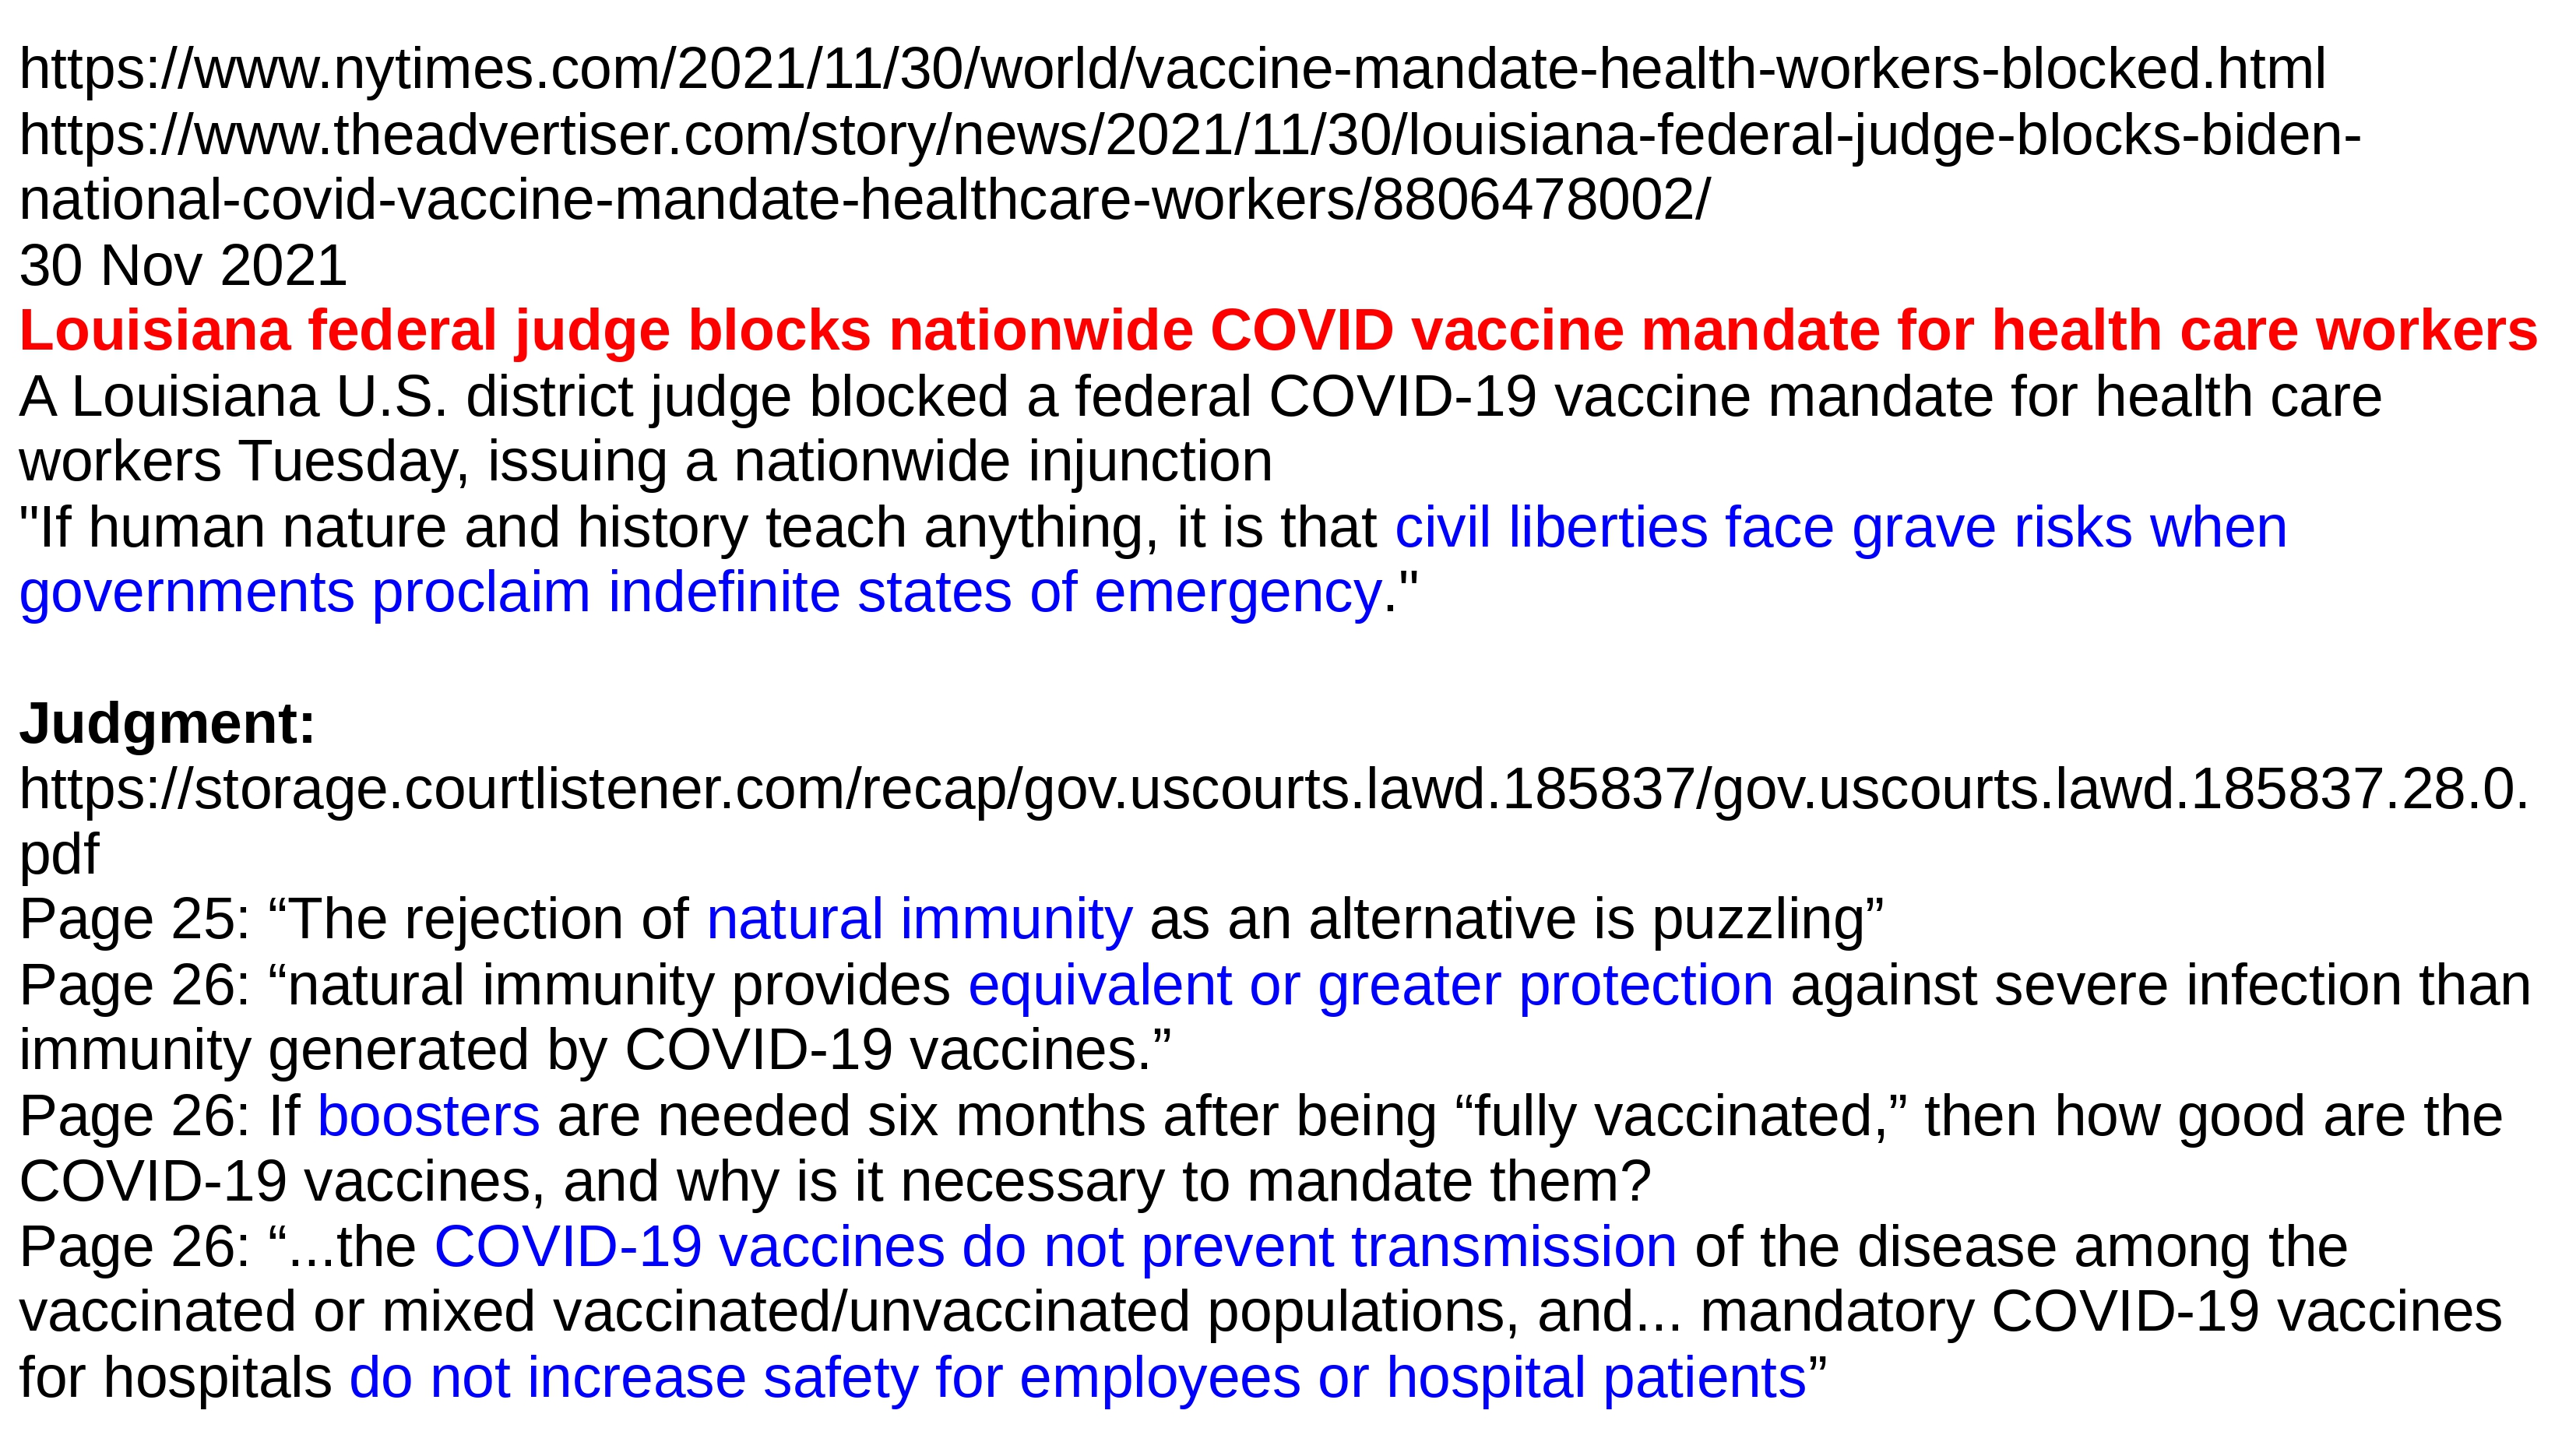 https://www.nytimes.com/2021/11/30/world/vaccine-mandate-health-workers-blocked.html
https://www.theadvertiser.com/story/news/2021/11/30/louisiana-federal-judge-blocks-biden-
national-covid-vaccine-mandate-healthcare-workers/8806478002/
30 Nov 2021
Louisiana federal judge blocks nationwide COVID vaccine mandate for health care workers
A Louisiana U.S. district judge blocked a federal COVID-19 vaccine mandate for health care
workers Tuesday, issuing a nationwide injunction
"If human nature and history teach anything, it is that civil liberties face grave risks when
governments proclaim indefinite states of emergency."
Judgment:
https://storage.courtlistener.com/recap/gov.uscourts.lawd.185837/gov.uscourts.lawd.185837.28.0.
pdf
Page 25: “The rejection of natural immunity as an alternative is puzzling”
Page 26: “natural immunity provides equivalent or greater protection against severe infection than
immunity generated by COVID-19 vaccines.”
Page 26: If boosters are needed six months after being “fully vaccinated,” then how good are the
COVID-19 vaccines, and why is it necessary to mandate them?
Page 26: “...the COVID-19 vaccines do not prevent transmission of the disease among the
vaccinated or mixed vaccinated/unvaccinated populations, and... mandatory COVID-19 vaccines
for hospitals do not increase safety for employees or hospital patients”